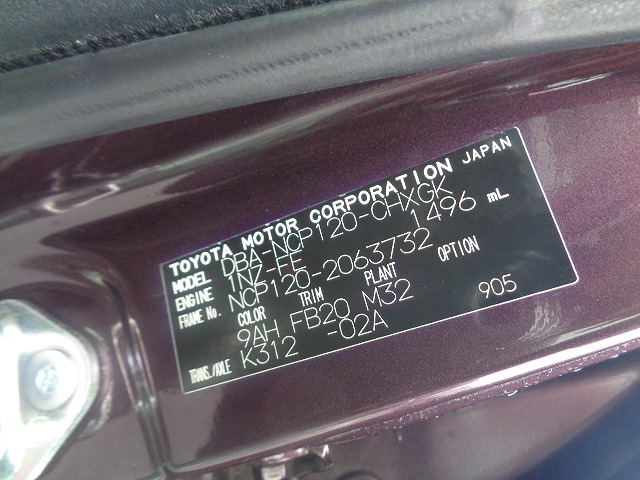 TOYOTA MOTOR CORPORATION JAPAN
MODEL DBA-NCP120-CHXGK
ENGINE 1NZ-FE 1496 mL
FRAME No. NCP120-2063732
COLOR TRIM PLANT OPTION
9AH FB20 M32
TRANS./AXLE K312 -02A 905